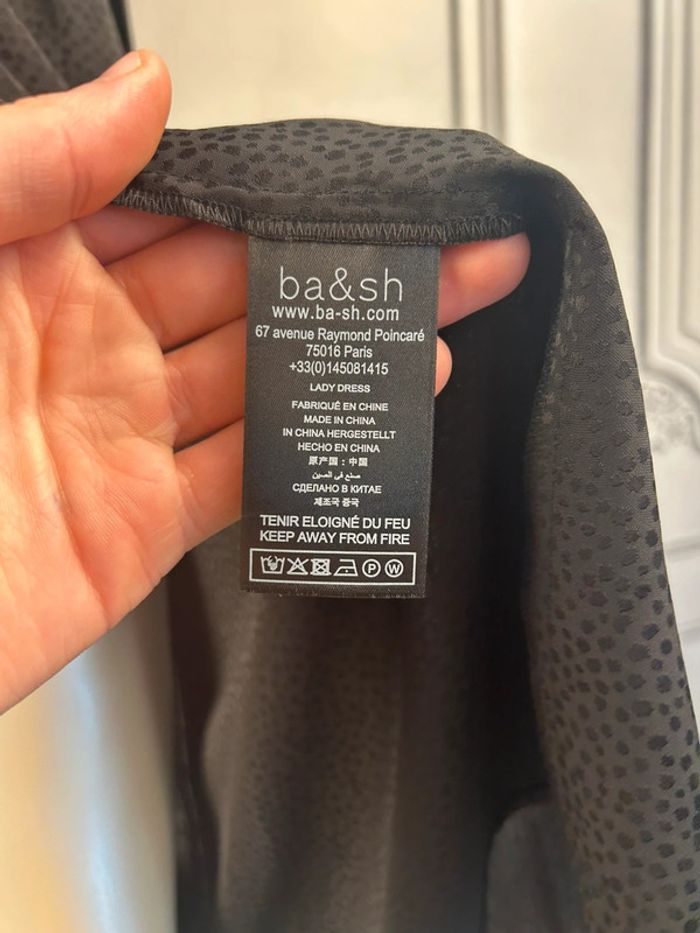 ba&sh
www.ba-sh.com
67 avenue Raymond Poincaré
75016 Paris
+33(0)145081415
LADY DRESS
FABRIQUÉ EN CHINE
MADE IN CHINA
IN CHINA HERGESTELLT
HECHO EN CHINA
原产国：中国
صنع في الصين
СДЕЛАНО В КИТАЕ
제조국 중국
TENIR ELOIGNÉ DU FEU
KEEP AWAY FROM FIRE
P W